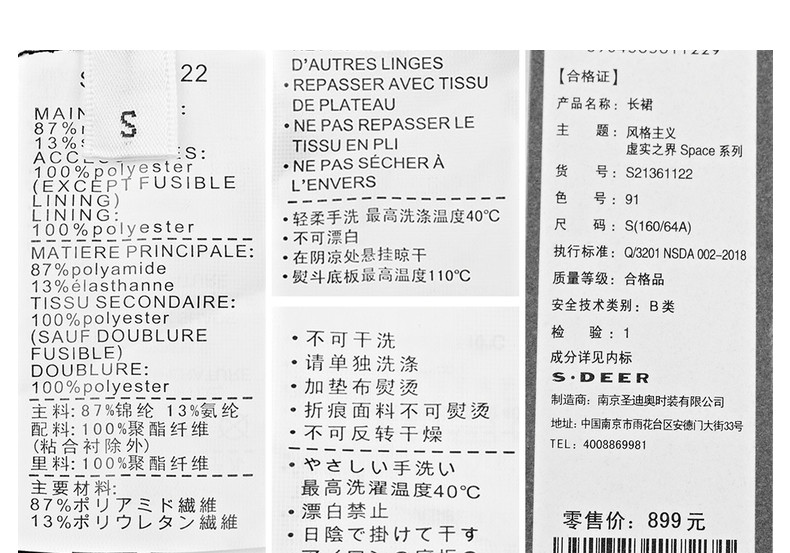 22
S
MAIN
87%
13%
100%polyester
(EXCEPT FUSIBLE
LINING)
LINING:
100%polyester
MATIERE PRINCIPALE:
87%polyamide
13%élasthanne
TISSU SECONDAIRE:
100%polyester
(SAUF DOUBLURE
FUSIBLE)
DOUBLURE:
100%polyester
主料:87%锦纶 13%氨纶
配料:100%聚酯纤维
(粘合衬除外)
里料:100%聚酯纤维
主要材料:
87%ポリアミド繊維
13%ポリウレタン繊維
D'AUTRES LINGES
•REPASSER AVEC TISSU
DE PLATEAU
•NE PAS REPASSER LE
TISSU EN PLI
•NE PAS SÉCHER À
L'ENVERS
•轻柔手洗 最高洗涤温度40℃
•不可漂白
•在阴凉处悬挂晾干
•熨斗底板最高温度110℃
•不可干洗
•请单独洗涤
•加垫布熨烫
•折痕面料不可熨烫
•不可反转干燥
•やさしい手洗い
最高洗濯温度40℃
•漂白禁止
•日陰で掛けて干す
【合格证】
产品名称:长裙
主 题:风格主义
虚实之界 Space 系列
货 号:S21361122
色 号:91
尺 码:S(160/64A)
执行标准:Q/3201 NSDA 002-2018
质量等级:合格品
安全技术类别:B 类
检 验:1
成分详见内标
S·DEER
制造商:南京圣迪奥时装有限公司
地址:中国南京市雨花台区安德门大街33号
TEL: 4008869981
零售价:899 元